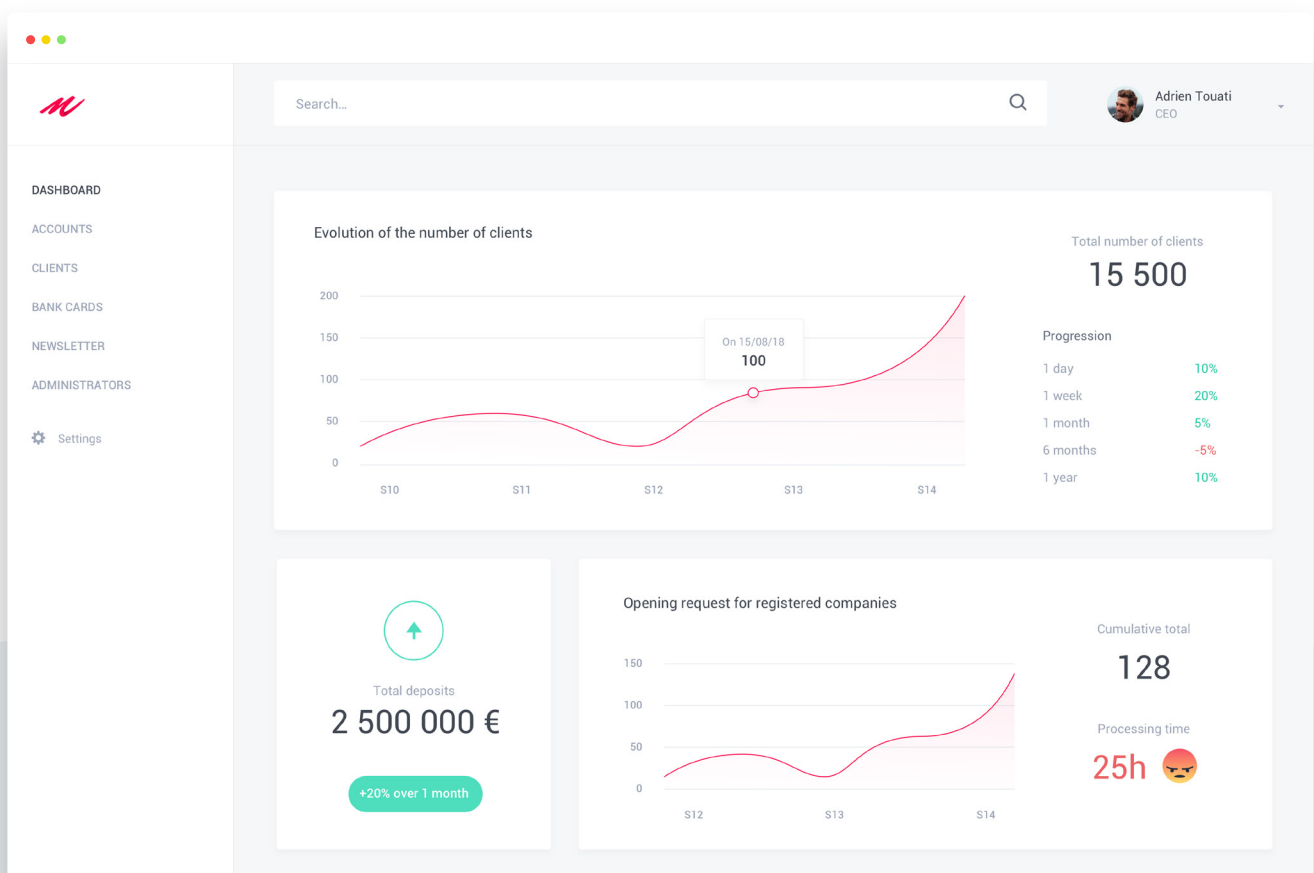 Search...
Adrien Touati
CEO
DASHBOARD
ACCOUNTS
CLIENTS
BANK CARDS
NEWSLETTER
ADMINISTRATORS
Settings
Evolution of the number of clients
200
150
100
50
0
On 15/08/18
100
S10 S11 S12 S13 S14
Total number of clients
15 500
Progression
1 day 10%
1 week 20%
1 month 5%
6 months -5%
1 year 10%
Total deposits
2 500 000 €
+20% over 1 month
Opening request for registered companies
150
100
50
0
S12 S13 S14
Cumulative total
128
Processing time
25h